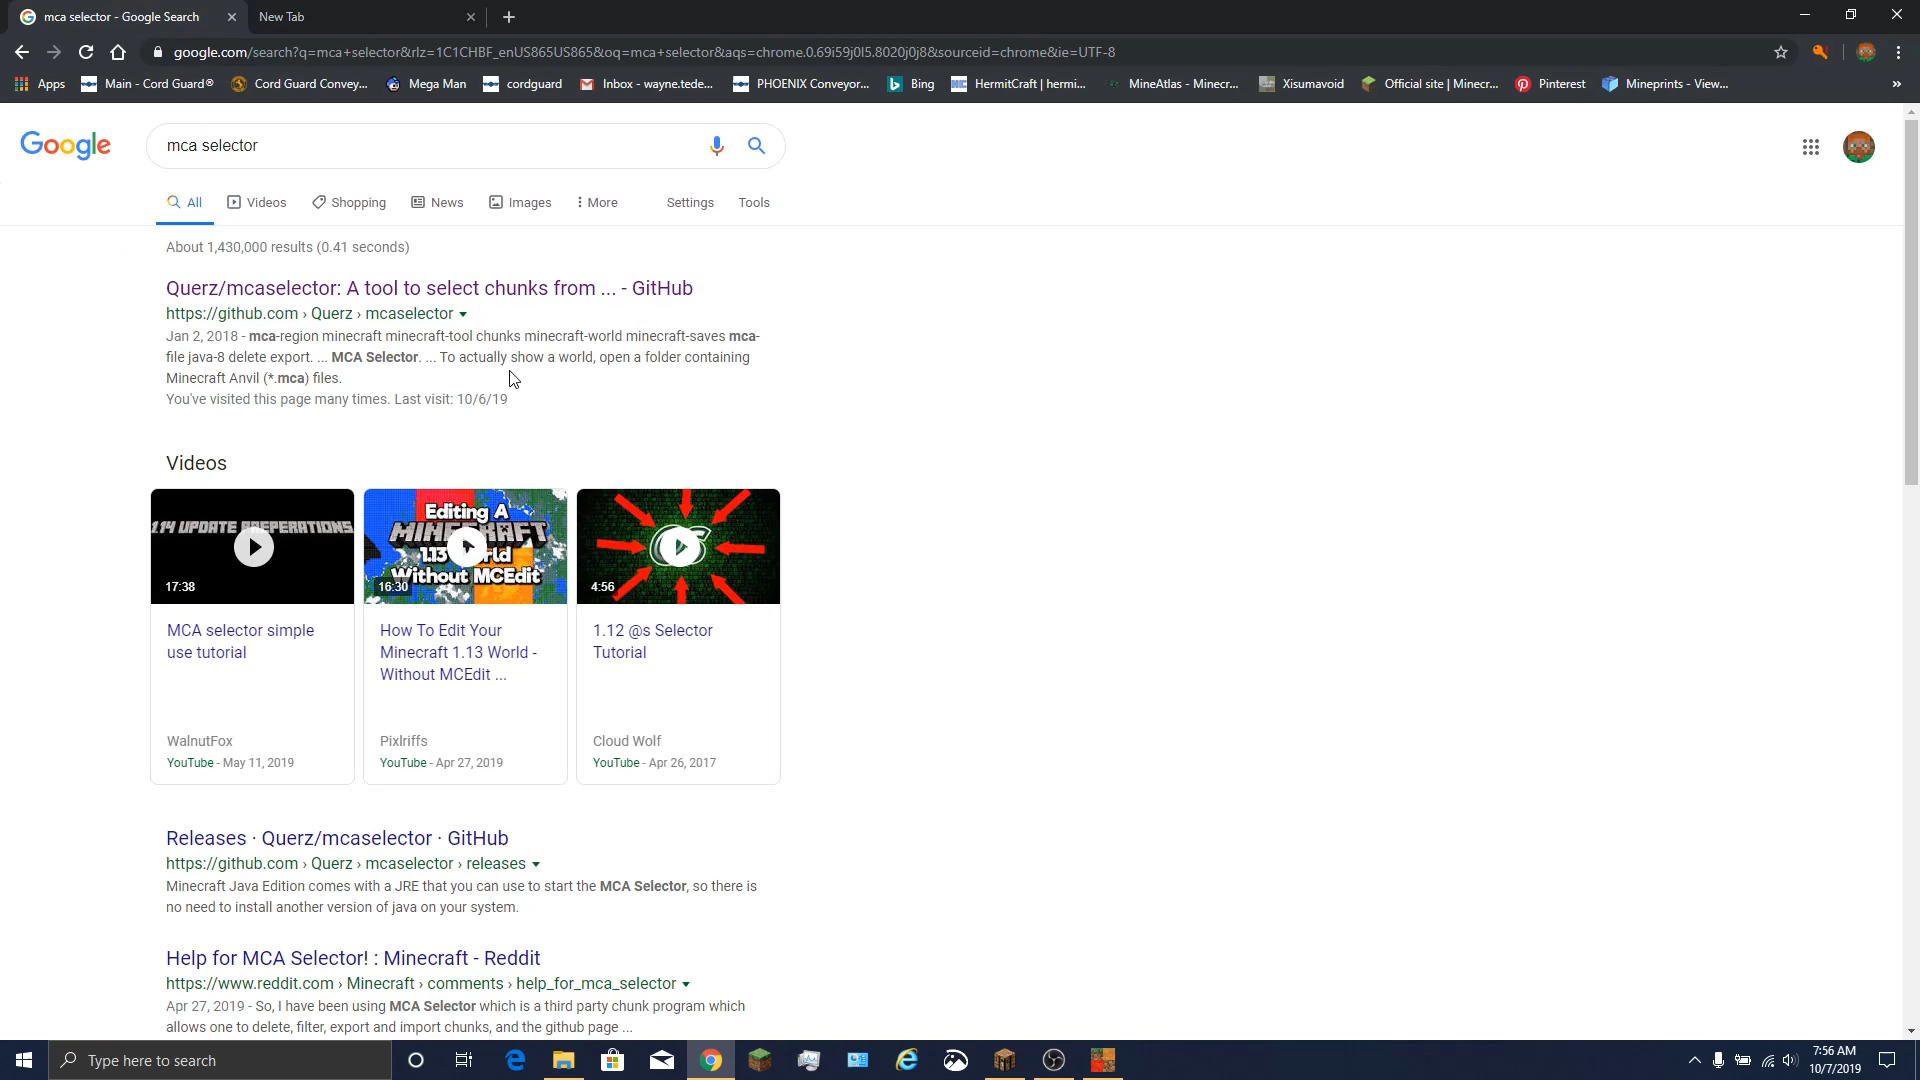 mca selector - Google Search
New Tab
google.com/search?q=mca+selector&rlz=1C1CHBF_enUS865US865&oq=mca+selector&aqs=chrome.0.69i59j0l5.8020j0j8&sourceid=chrome&ie=UTF-8
Apps
Main - Cord Guard®
Cord Guard Convey...
Mega Man
cordguard
Inbox - wayne.tede...
PHOENIX Conveyor...
Bing
HermitCraft | hermi...
MineAtlas - Minecr...
Xisumavoid
Official site | Minecr...
Pinterest
Mineprints - View...
Google
mca selector
All
Videos
Shopping
News
Images
More
Settings
Tools
About 1,430,000 results (0.41 seconds)
Querz/mcaselector: A tool to select chunks from ... - GitHub
https://github.com › Querz › mcaselector
Jan 2, 2018 - mca-region minecraft minecraft-tool chunks minecraft-world minecraft-saves mca-
file java-8 delete export. ... MCA Selector. ... To actually show a world, open a folder containing
Minecraft Anvil (*.mca) files.
You've visited this page many times. Last visit: 10/6/19
Videos
1.14 UPDATE PREPERATIONS
17:38
Editing A
MINECRAFT
1.13 World
Without MCEdit
16:30
4:56
MCA selector simple
use tutorial
WalnutFox
YouTube - May 11, 2019
How To Edit Your
Minecraft 1.13 World -
Without MCEdit ...
Pixlriffs
YouTube - Apr 27, 2019
1.12 @s Selector
Tutorial
Cloud Wolf
YouTube - Apr 26, 2017
Releases · Querz/mcaselector · GitHub
https://github.com › Querz › mcaselector › releases
Minecraft Java Edition comes with a JRE that you can use to start the MCA Selector, so there is
no need to install another version of java on your system.
Help for MCA Selector! : Minecraft - Reddit
https://www.reddit.com › Minecraft › comments › help_for_mca_selector
Apr 27, 2019 - So, I have been using MCA Selector which is a third party chunk program which
allows one to delete, filter, export and import chunks, and the github page ...
Type here to search
7:56 AM
10/7/2019